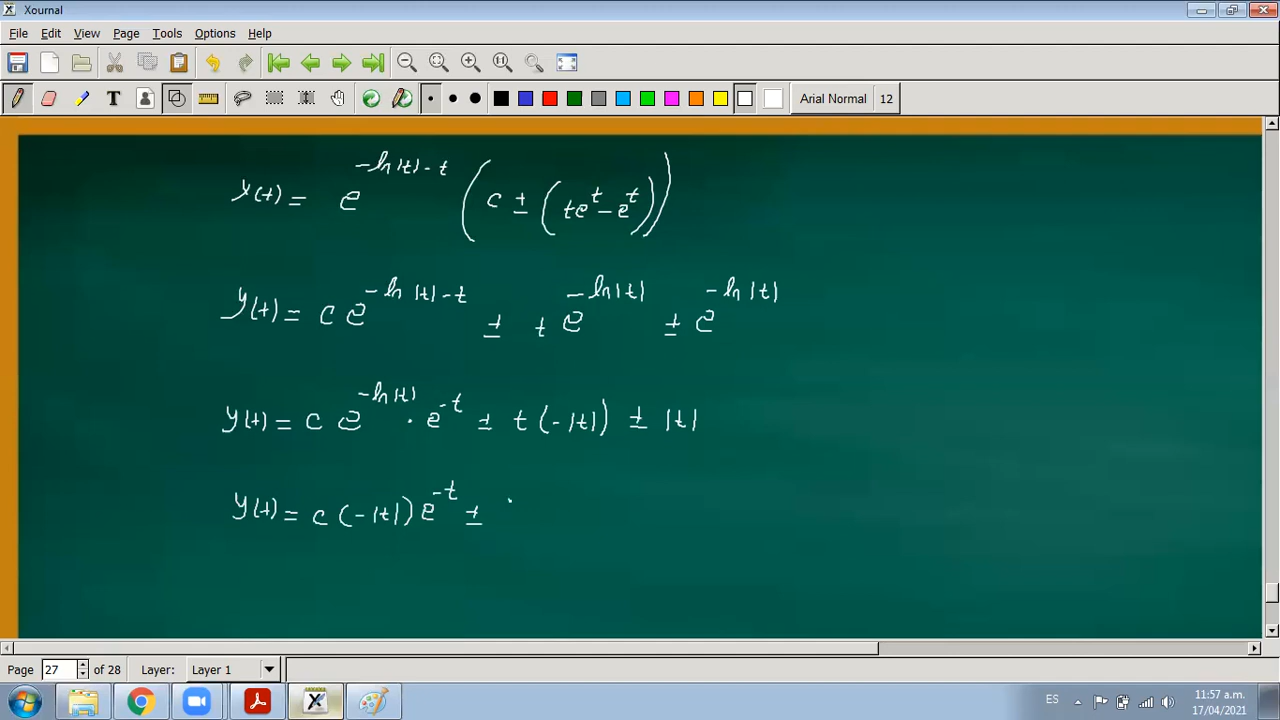 Xournal
File Edit View Page Tools Options Help
Arial Normal 12
y(t) = e^{-ln|t|-t} (c ± (te^t - e^t))
y(t) = c e^{-ln|t|-t} ± t e^{-ln|t|} ± e^{-ln|t|}
y(t) = c e^{-ln|t|} · e^{-t} ± t(-|t|) ± |t|
y(t) = c(-|t|)e^{-t} ±
Page 27 of 28 Layer: Layer 1
ES 11:57 a.m.
17/04/2021